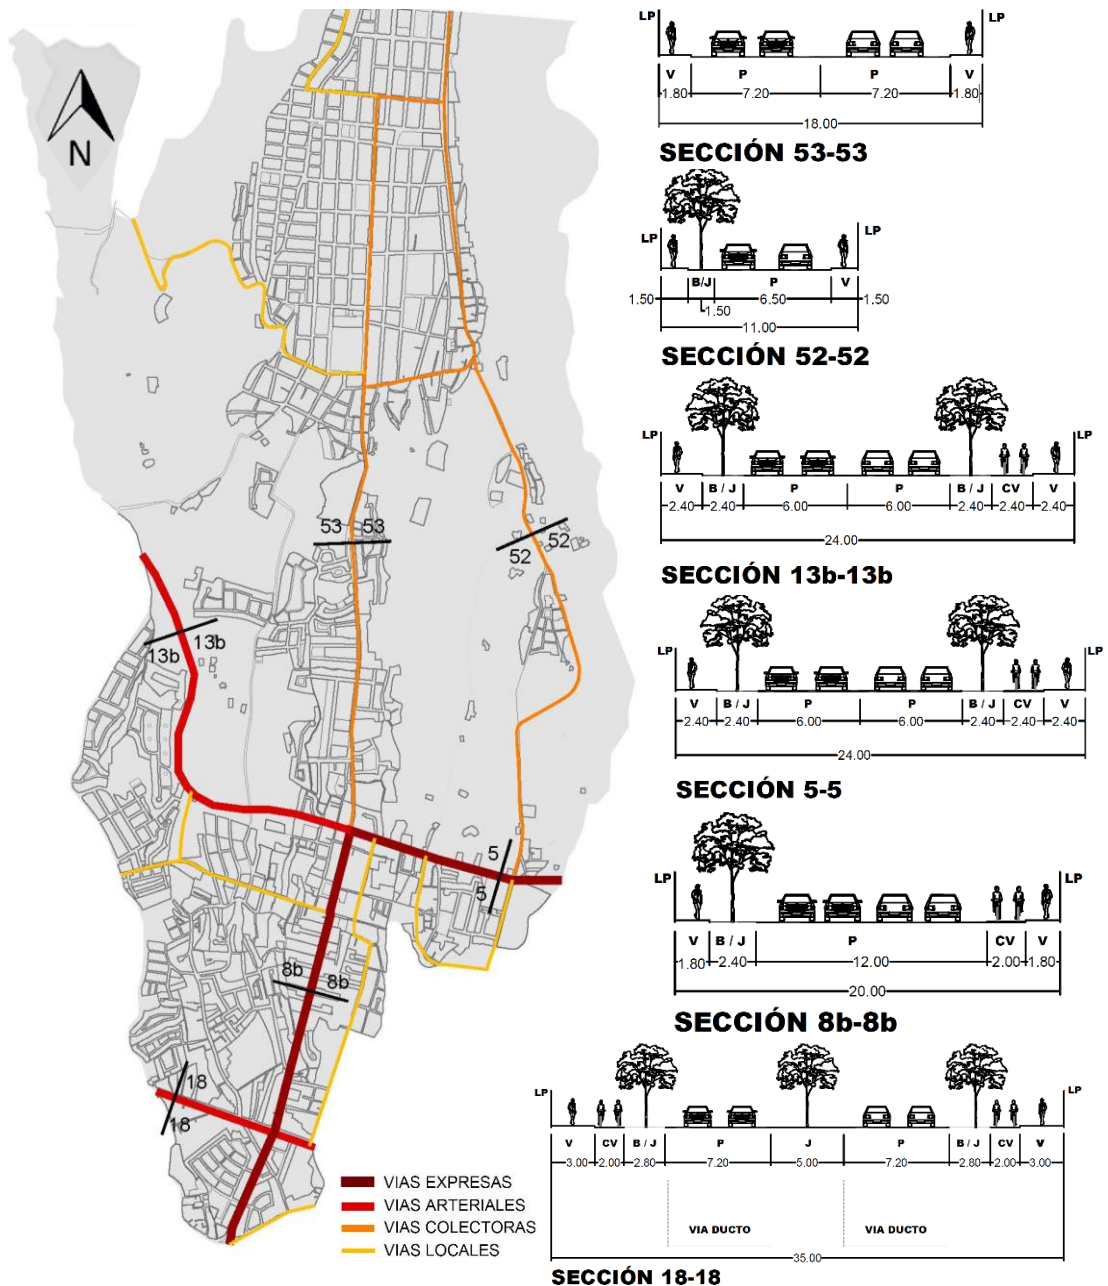 N
53 53
52 52
13b 13b
5
5
8b 8b
18
18
VIAS EXPRESAS
VIAS ARTERIALES
VIAS COLECTORAS
VIAS LOCALES
LP LP
V P P V
1.80 7.20 7.20 1.80
18.00
SECCIÓN 53-53
LP LP
B/J P V
1.50 6.50 1.50
1.50
11.00
SECCIÓN 52-52
LP LP
V B / J P P B / J CV V
2.40 2.40 6.00 6.00 2.40 2.40 2.40
24.00
SECCIÓN 13b-13b
LP LP
V B / J P P B / J CV V
2.40 2.40 6.00 6.00 2.40 2.40 2.40
24.00
SECCIÓN 5-5
LP LP
V B / J P CV V
1.80 2.40 12.00 2.00 1.80
20.00
SECCIÓN 8b-8b
LP LP
V CV B / J P J P B / J CV V
3.00 2.00 2.80 7.20 5.00 7.20 2.80 2.00 3.00
VIA DUCTO VIA DUCTO
35.00
SECCIÓN 18-18